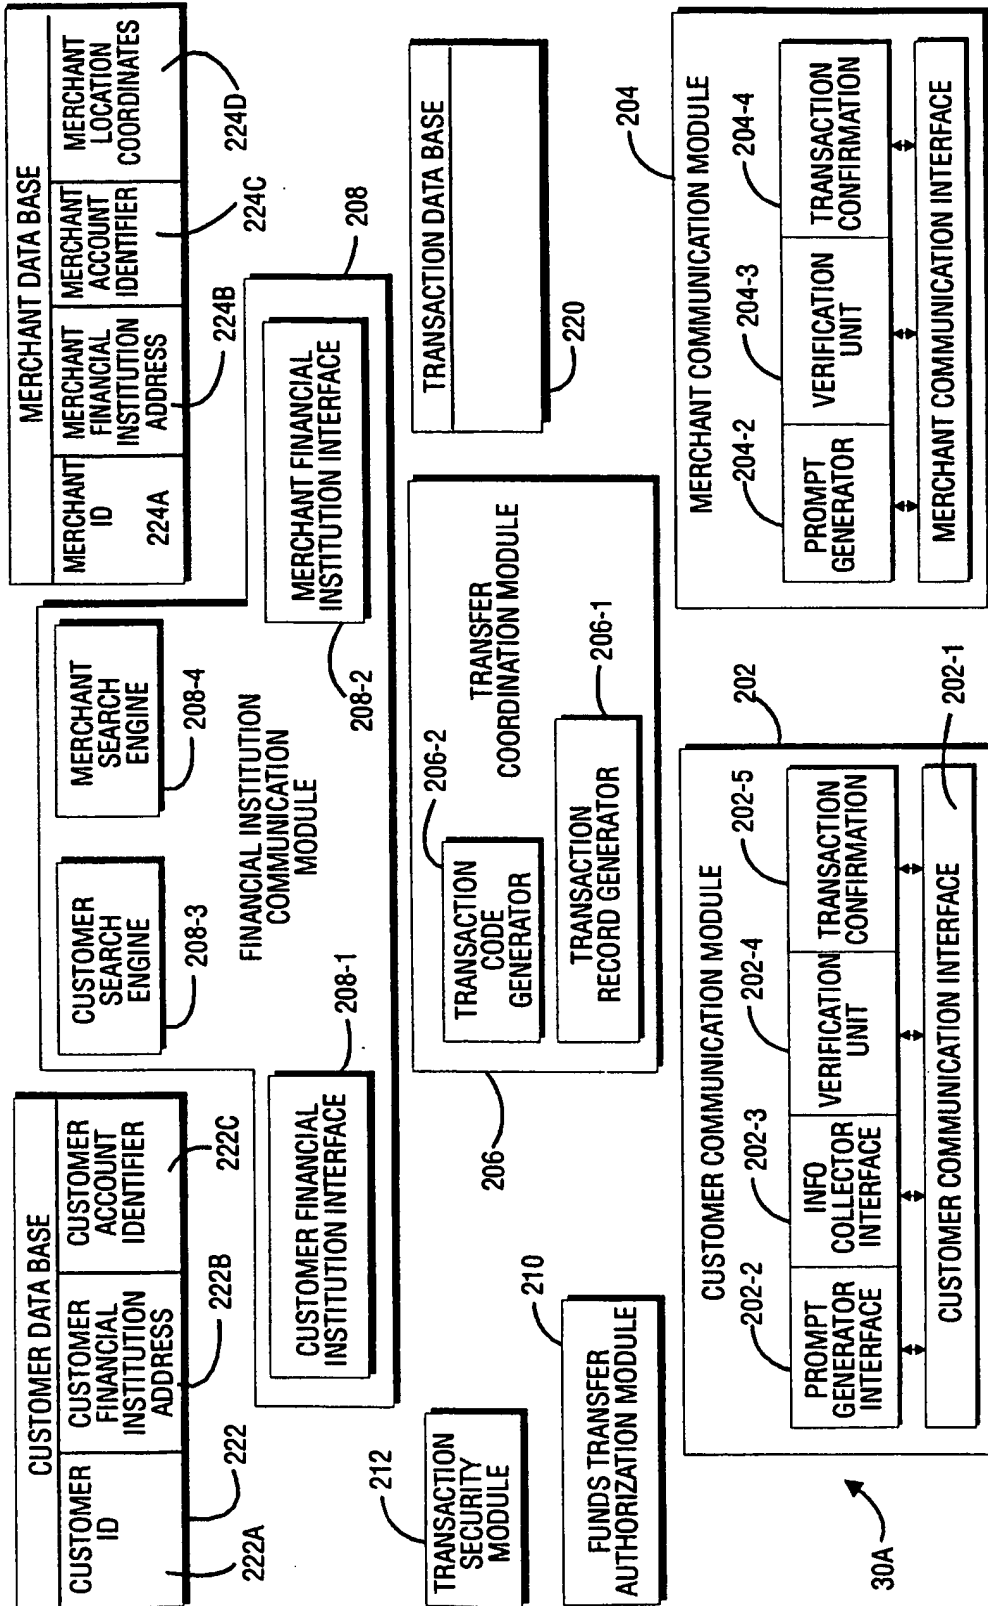 CUSTOMER DATA BASE
CUSTOMER
ID
CUSTOMER
FINANCIAL
INSTITUTION
ADDRESS
CUSTOMER
ACCOUNT
IDENTIFIER
222A
222
222B
222C
CUSTOMER
SEARCH
ENGINE
208-3
MERCHANT
SEARCH
ENGINE
208-4
FINANCIAL INSTITUTION
COMMUNICATION
MODULE
CUSTOMER FINANCIAL
INSTITUTION INTERFACE
208-1
MERCHANT FINANCIAL
INSTITUTION INTERFACE
208-2
208
MERCHANT DATA BASE
MERCHANT
ID
224A
MERCHANT
FINANCIAL
INSTITUTION
ADDRESS
MERCHANT
ACCOUNT
IDENTIFIER
MERCHANT
LOCATION
COORDINATES
224B
224C
224D
212
TRANSACTION
SECURITY
MODULE
210
FUNDS TRANSFER
AUTHORIZATION MODULE
206
TRANSFER
COORDINATION MODULE
206-2
TRANSACTION
CODE
GENERATOR
206-1
TRANSACTION
RECORD GENERATOR
TRANSACTION DATA BASE
220
30A
CUSTOMER COMMUNICATION MODULE
202
202-2
202-3
202-4
202-5
PROMPT
GENERATOR
INTERFACE
INFO
COLLECTOR
INTERFACE
VERIFICATION
UNIT
TRANSACTION
CONFIRMATION
CUSTOMER COMMUNICATION INTERFACE
202-1
MERCHANT COMMUNICATION MODULE
204
204-2
204-3
204-4
PROMPT
GENERATOR
VERIFICATION
UNIT
TRANSACTION
CONFIRMATION
MERCHANT COMMUNICATION INTERFACE